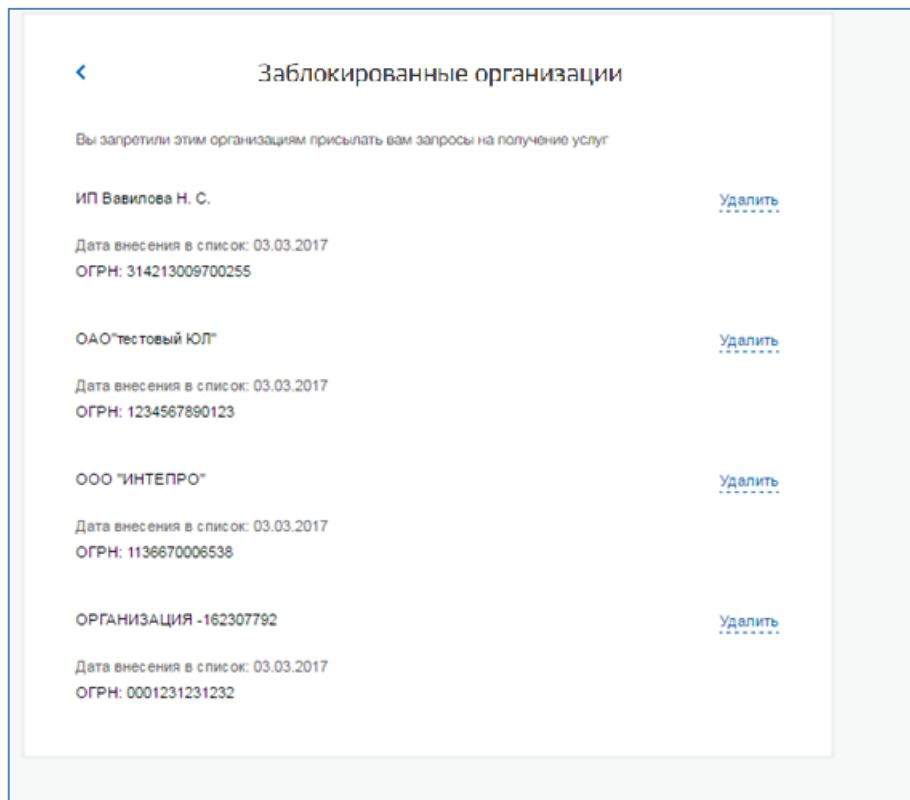 Заблокированные организации
Вы запретили этим организациям присылать вам запросы на получение услуг
ИП Вавилова Н. С.
Удалить
Дата внесения в список: 03.03.2017
ОГРН: 314213009700255
ОАО"тестовый ЮЛ"
Удалить
Дата внесения в список: 03.03.2017
ОГРН: 1234567890123
ООО "ИНТЕПРО"
Удалить
Дата внесения в список: 03.03.2017
ОГРН: 1136670006538
ОРГАНИЗАЦИЯ -162307792
Удалить
Дата внесения в список: 03.03.2017
ОГРН: 0001231231232